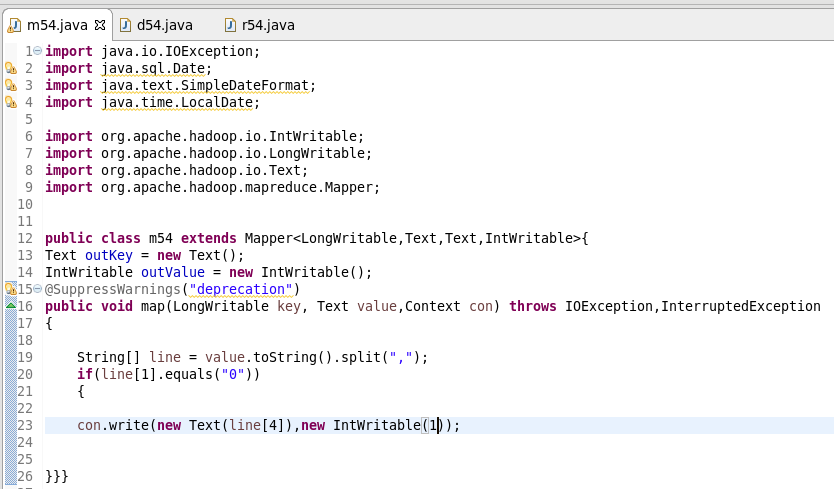 m54.java d54.java r54.java
1 import java.io.IOException;
2 import java.sql.Date;
3 import java.text.SimpleDateFormat;
4 import java.time.LocalDate;
5
6 import org.apache.hadoop.io.IntWritable;
7 import org.apache.hadoop.io.LongWritable;
8 import org.apache.hadoop.io.Text;
9 import org.apache.hadoop.mapreduce.Mapper;
10
11
12 public class m54 extends Mapper<LongWritable,Text,Text,IntWritable>{
13 Text outKey = new Text();
14 IntWritable outValue = new IntWritable();
15 @SuppressWarnings("deprecation")
16 public void map(LongWritable key, Text value,Context con) throws IOException,InterruptedException
17 {
18
19     String[] line = value.toString().split(",");
20     if(line[1].equals("0"))
21     {
22
23     con.write(new Text(line[4]),new IntWritable(1));
24
25
26 }}}